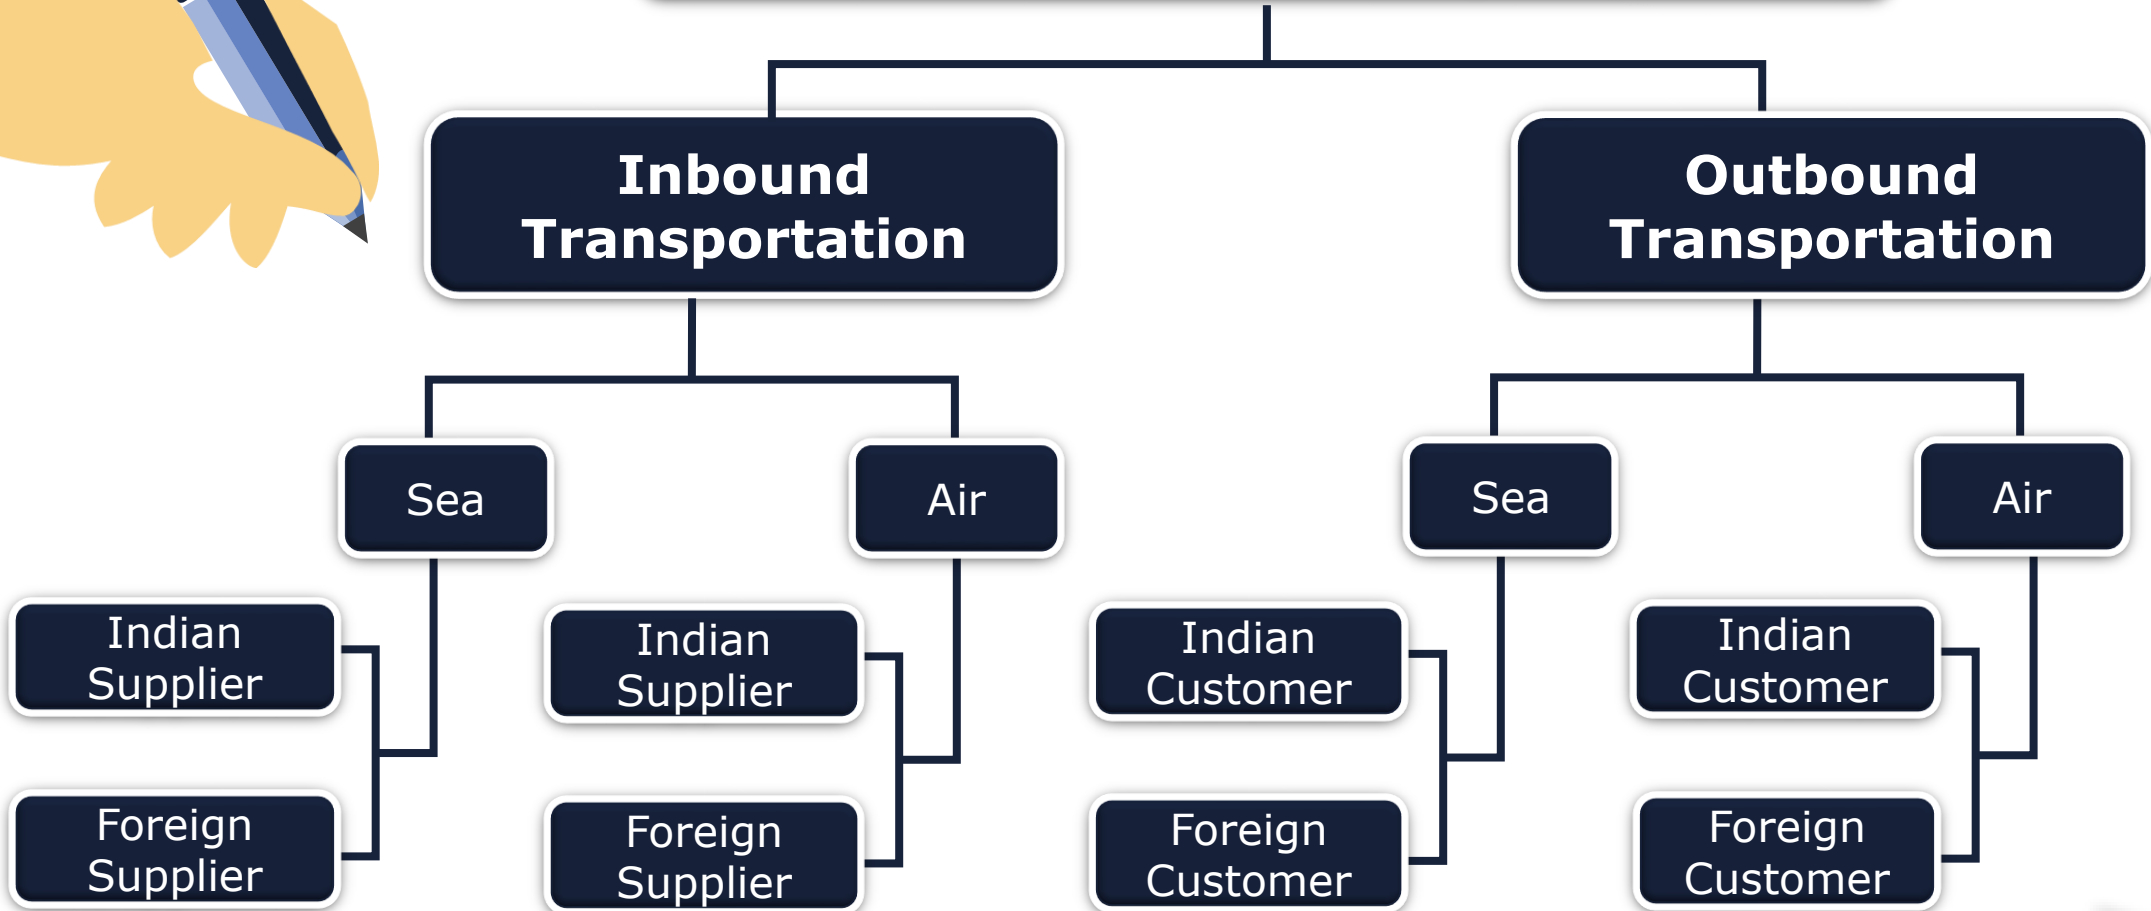 Inbound
Transportation
Outbound
Transportation
Sea
Air
Sea
Air
Indian
Supplier
Indian
Supplier
Indian
Customer
Indian
Customer
Foreign
Supplier
Foreign
Supplier
Foreign
Customer
Foreign
Customer